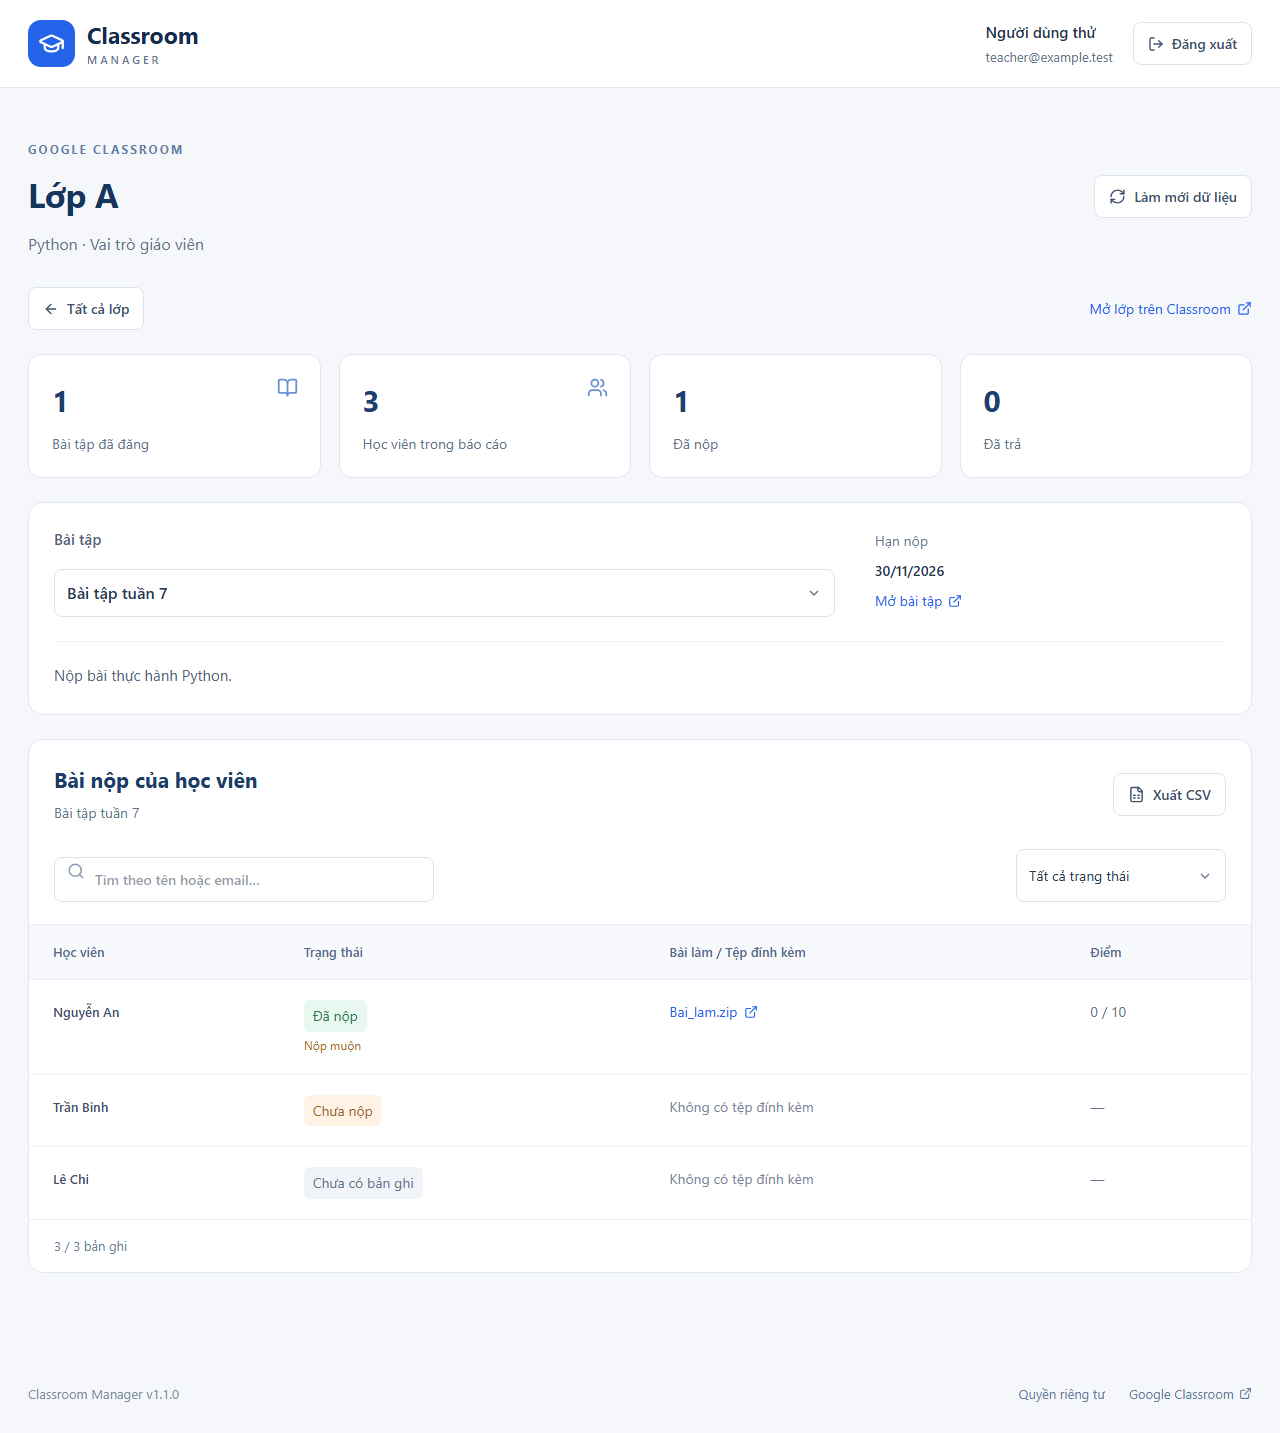 Classroom
MANAGER
Người dùng thử
teacher@example.test
Đăng xuất
GOOGLE CLASSROOM
Lớp A
Làm mới dữ liệu
Python · Vai trò giáo viên
Tất cả lớp
Mở lớp trên Classroom
1
Bài tập đã đăng
3
Học viên trong báo cáo
1
Đã nộp
0
Đã trả
Bài tập
Bài tập tuần 7
Hạn nộp
30/11/2026
Mở bài tập
Nộp bài thực hành Python.
Bài nộp của học viên
Bài tập tuần 7
Xuất CSV
Tìm theo tên hoặc email...
Tất cả trạng thái
Học viên Trạng thái Bài làm / Tệp đính kèm Điểm
Nguyễn An Đã nộp Bai_lam.zip 0 / 10
Nộp muộn
Trần Bình Chưa nộp Không có tệp đính kèm —
Lê Chi Chưa có bản ghi Không có tệp đính kèm —
3 / 3 bản ghi
Classroom Manager v1.1.0
Quyền riêng tư
Google Classroom